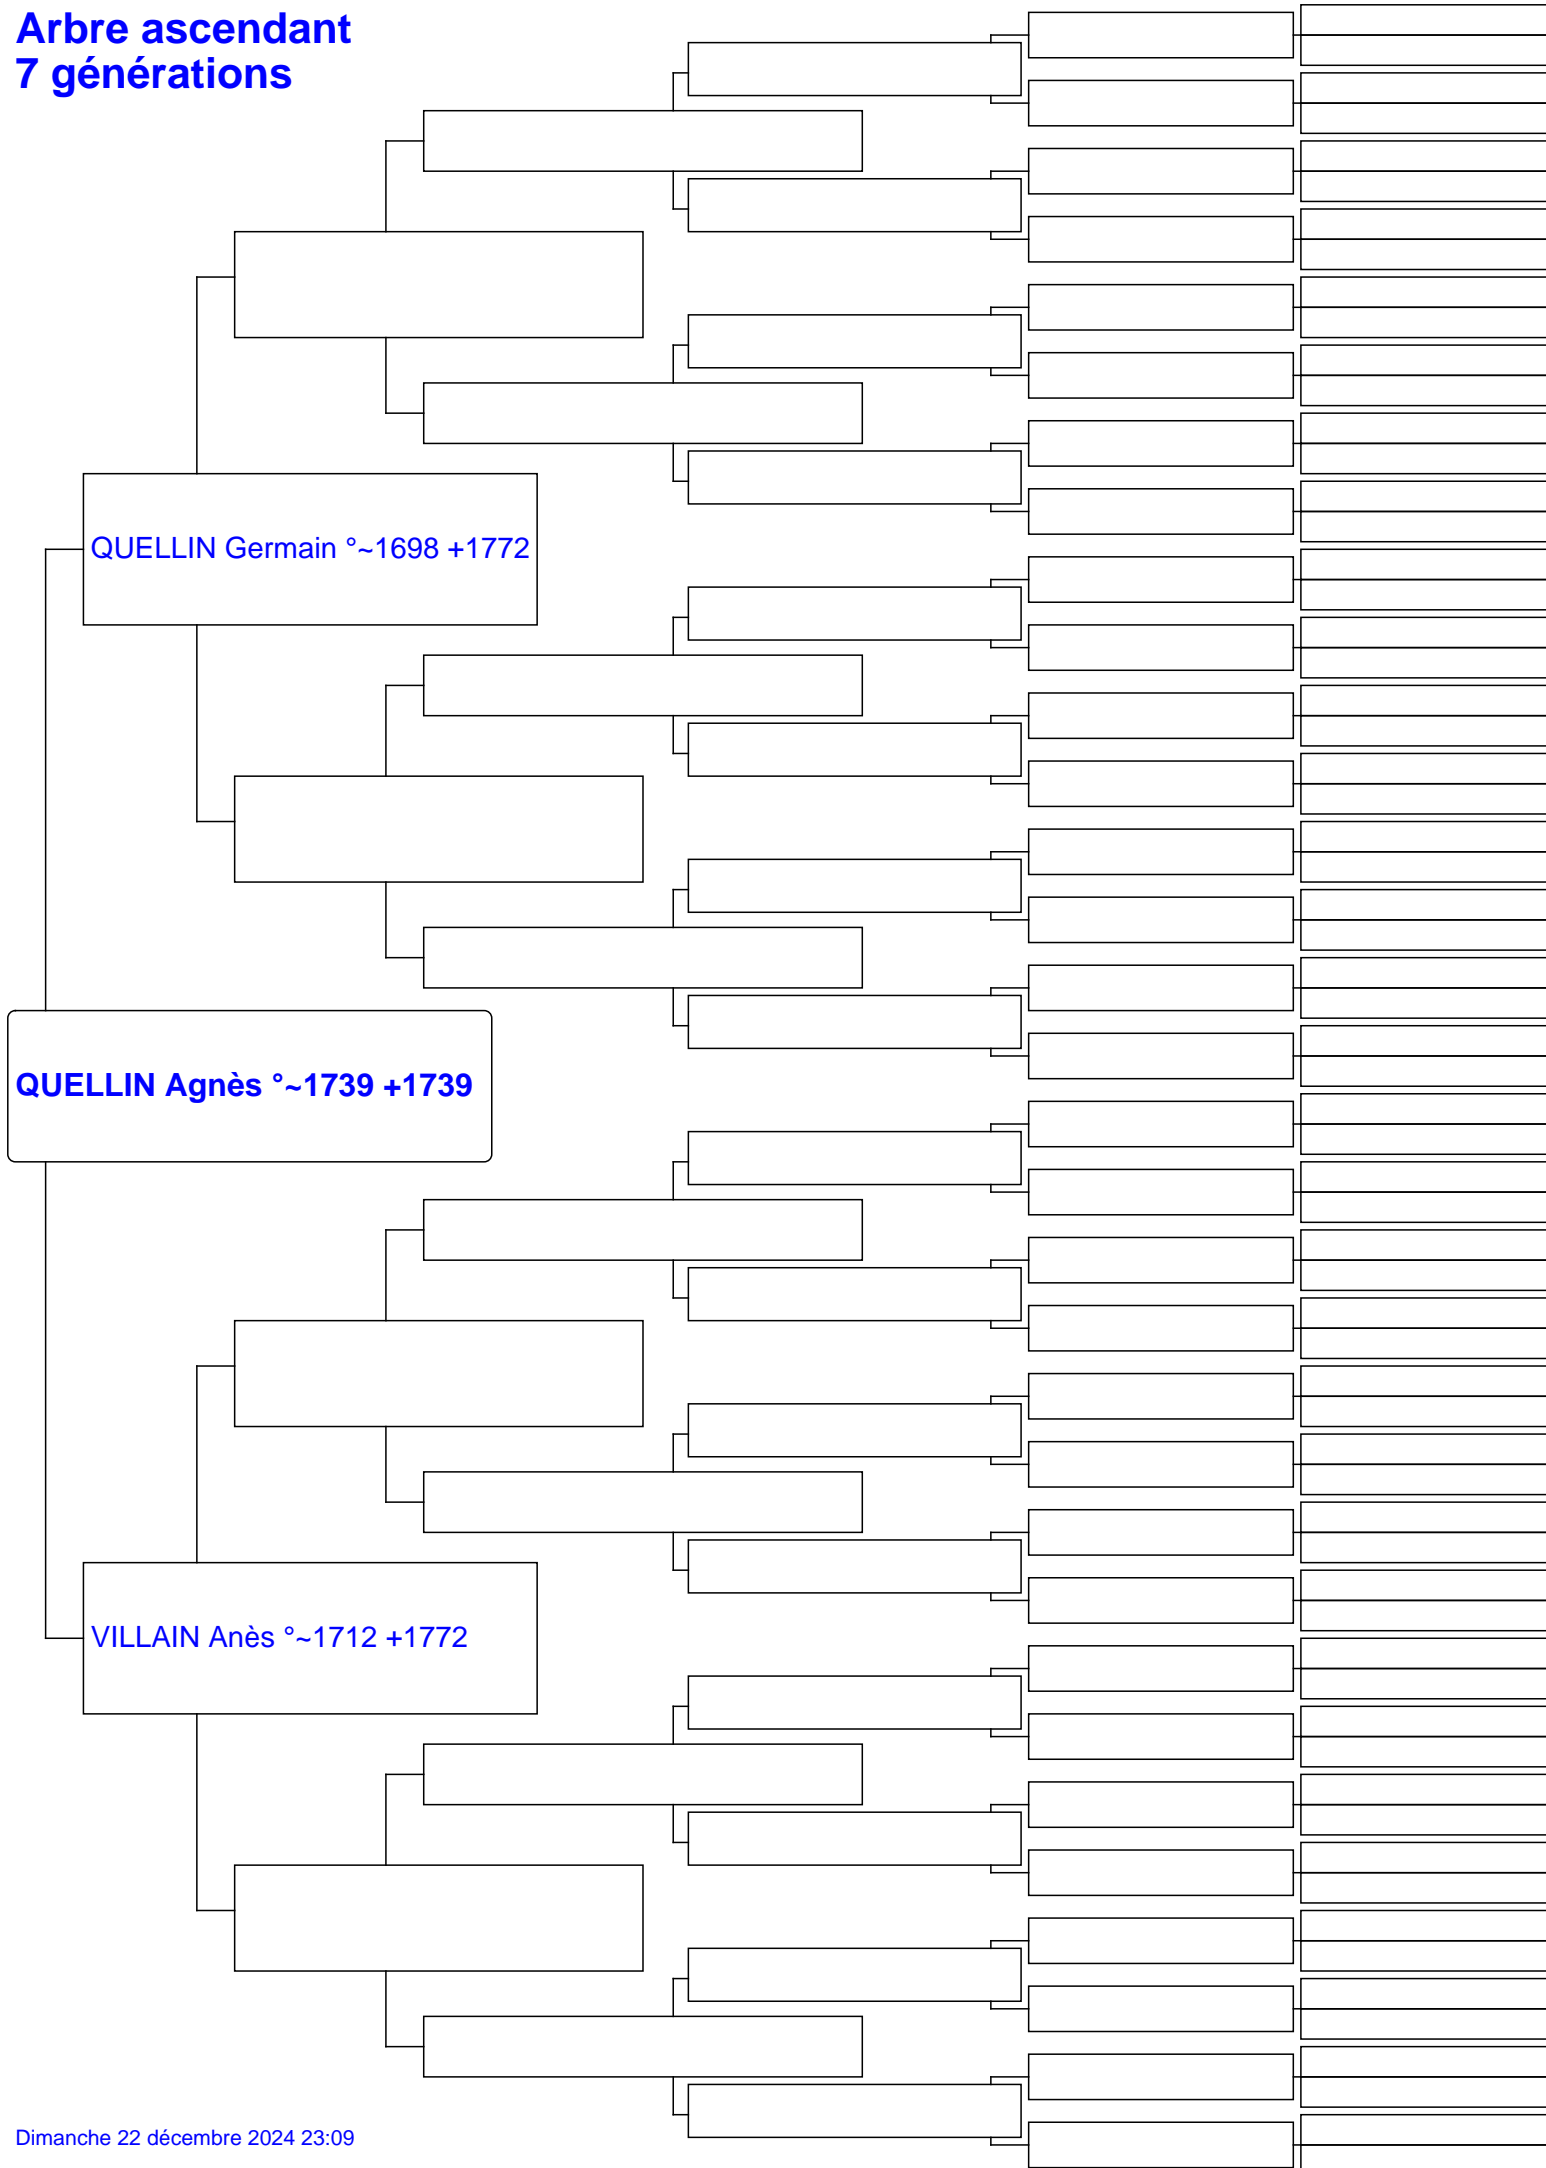 Arbre ascendant
7 générations
QUELLIN Germain °~1698 +1772
QUELLIN Agnès °~1739 +1739
VILLAIN Anès °~1712 +1772
Dimanche 22 décembre 2024 23:09